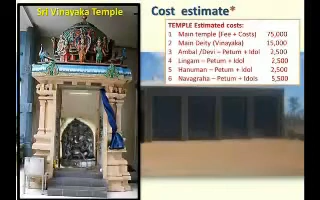 Sri Vinayaka Temple
Cost estimate*
TEMPLE Estimated costs:
1 Main temple (Fee + Costs) 75,000
2 Main Deity (Vinayaka) 15,000
3 Ambal /Devi – Petum + Idol 2,500
4 Lingam – Petum + Idol 2,500
5 Hanuman – Petum + Idol 2,500
6 Navagraha – Petum + Idols 5,500